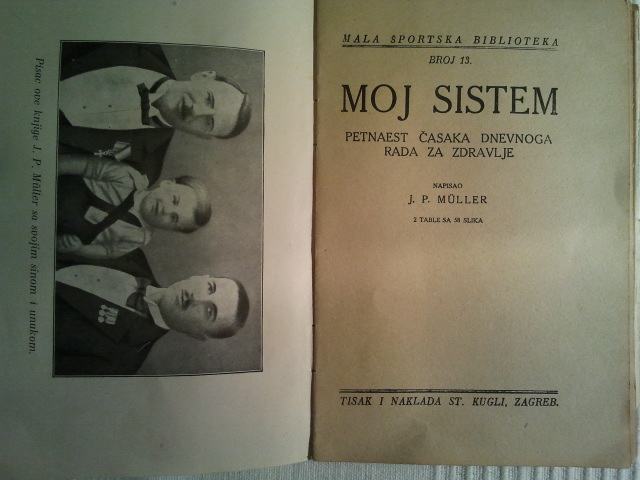 Pisac ove knjige J. P. Müller sa svojim sinom i unukom.
MALA ŠPORTSKA BIBLIOTEKA
BROJ 13.
MOJ SISTEM
PETNAEST ČASAKA DNEVNOGA
RADA ZA ZDRAVLJE
NAPISAO
J. P. MÜLLER
2 TABLE SA 58 SLIKA
TISAK I NAKLADA ST. KUGLI, ZAGREB.